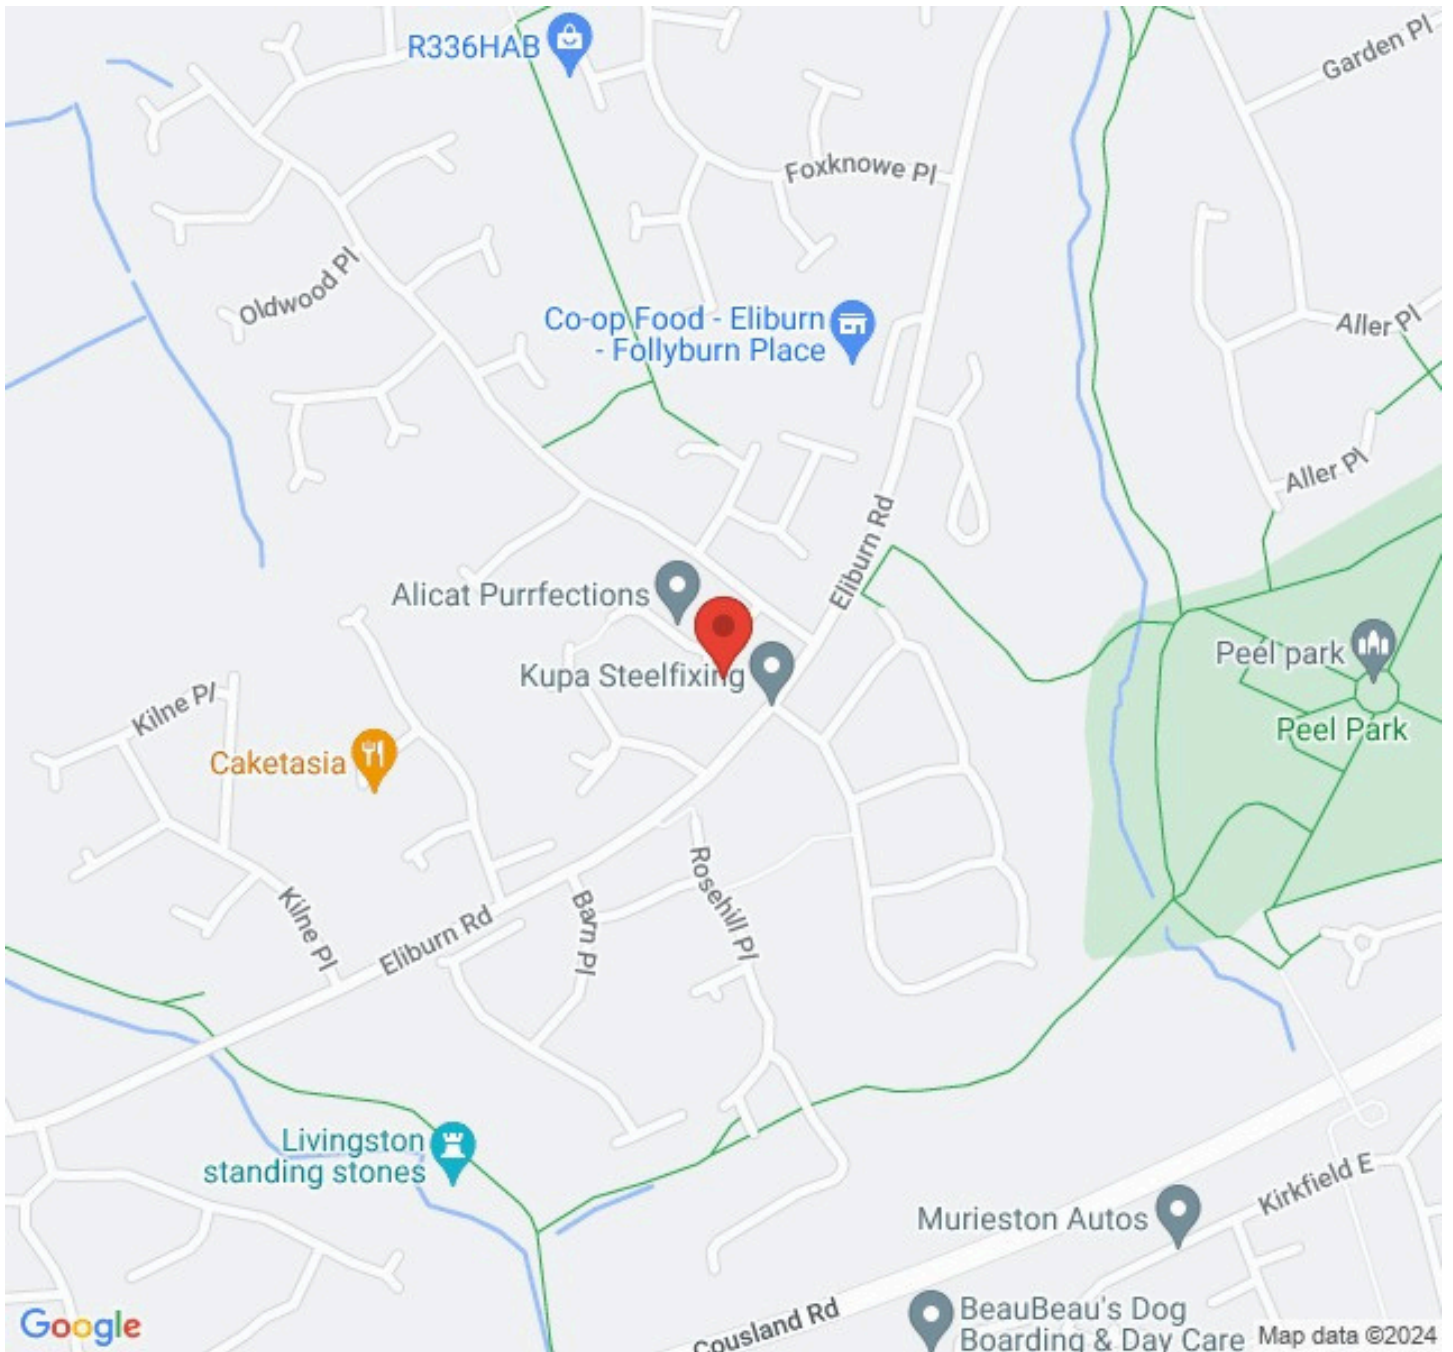 R336HAB
Garden Pl
Foxknowe Pl
Oldwood Pl
Co-op Food - Eliburn
- Follyburn Place
Aller Pl
Aller Pl
Eliburn Rd
Alicat Purrfections
Kupa Steelfixing
Peel park
Peel Park
Kilne Pl
Caketasia
Rosehill Pl
Barn Pl
Kilne Pl
Eliburn Rd
Livingston
standing stones
Kirkfield E
Murieston Autos
Cousland Rd
BeauBeau's Dog
Boarding & Day Care
Google
Map data ©2024